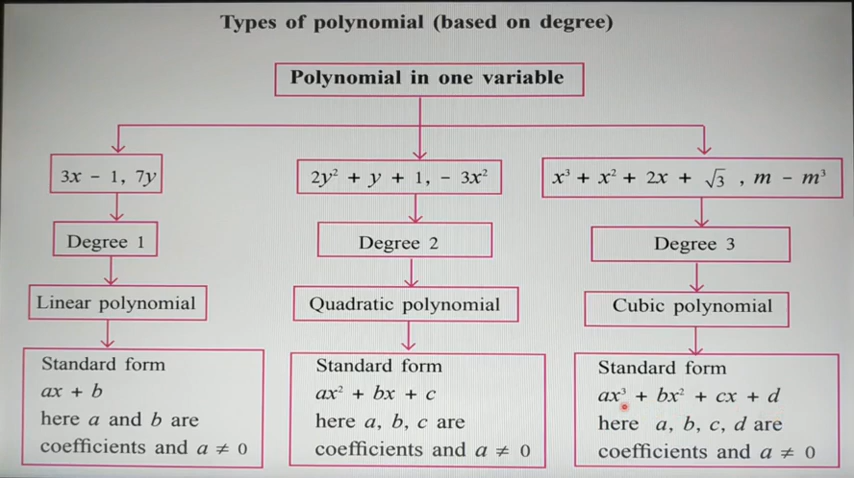 Types of polynomial (based on degree)
Polynomial in one variable
3x − 1, 7y
2y² + y + 1, − 3x²
x³ + x² + 2x + √3 , m − m³
Degree 1
Degree 2
Degree 3
Linear polynomial
Quadratic polynomial
Cubic polynomial
Standard form
ax + b
here a and b are
coefficients and a ≠ 0
Standard form
ax² + bx + c
here a, b, c are
coefficients and a ≠ 0
Standard form
ax³ + bx² + cx + d
here a, b, c, d are
coefficients and a ≠ 0